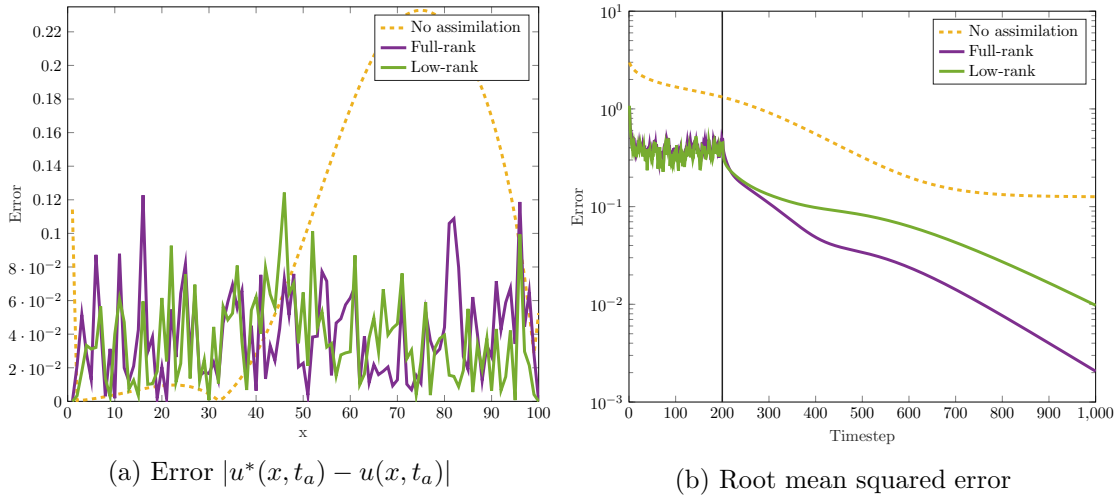 0.22
0.2
0.18
0.16
0.14
0.12
0.1
8 · 10⁻²
6 · 10⁻²
4 · 10⁻²
2 · 10⁻²
0
Error
No assimilation
Full-rank
Low-rank
0 10 20 30 40 50 60 70 80 90 100
x
(a) Error |u*(x, tₐ) − u(x, tₐ)|
10¹
10⁰
10⁻¹
10⁻²
10⁻³
Error
No assimilation
Full-rank
Low-rank
0 100 200 300 400 500 600 700 800 900 1,000
Timestep
(b) Root mean squared error